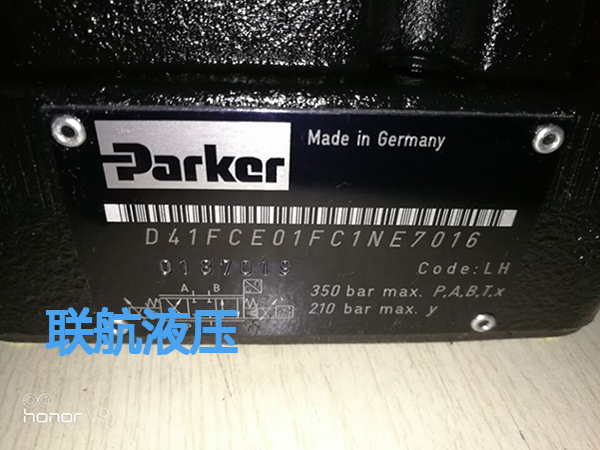 Parker
Made in Germany
D41FCE01FC1NE7016
0137019
Code: LH
A B
350 bar max. P,A,B,T,x
210 bar max. y
联航液压
honor V9